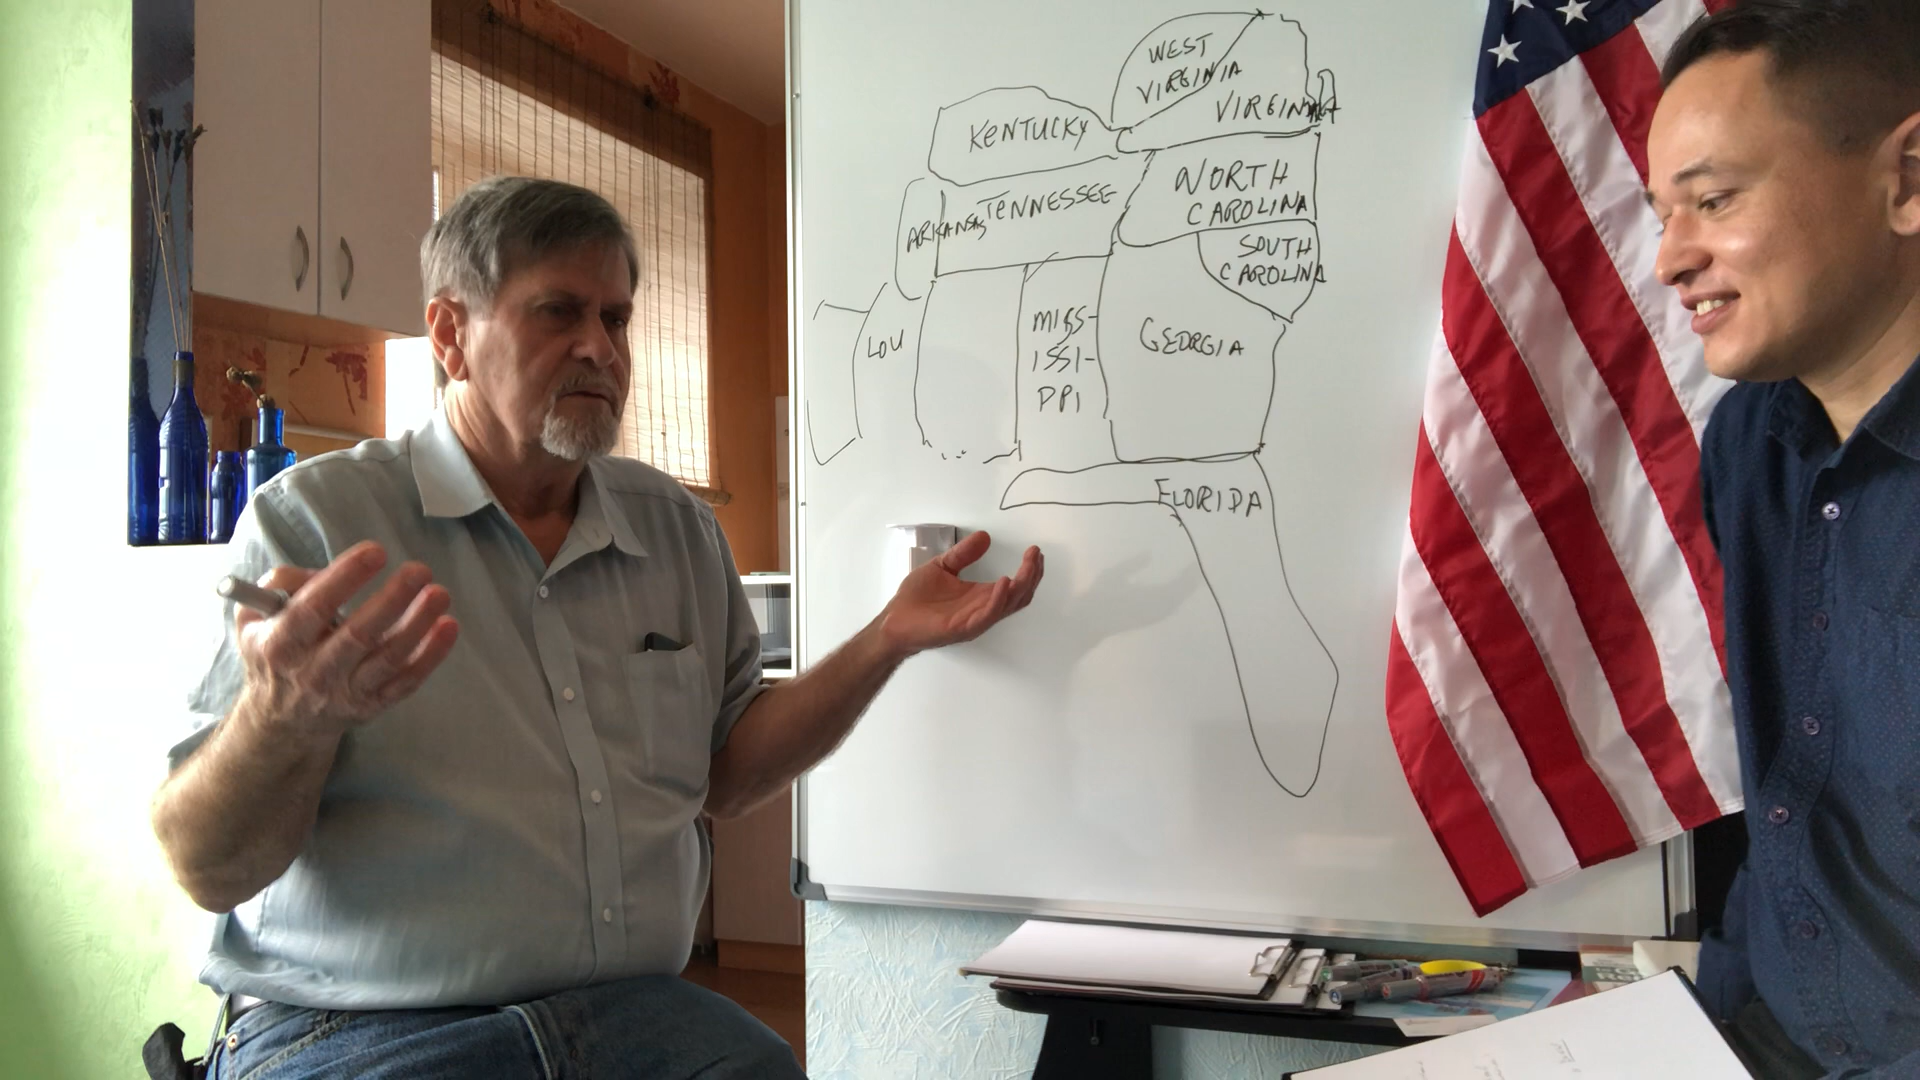 WEST
VIRGINIA
VIRGINIA
KENTUCKY
NORTH
CAROLINA
TENNESSEE
ARKANSAS
SOUTH
CAROLINA
LOU
MISS-
ISSI-
PPI
GEORGIA
FLORIDA